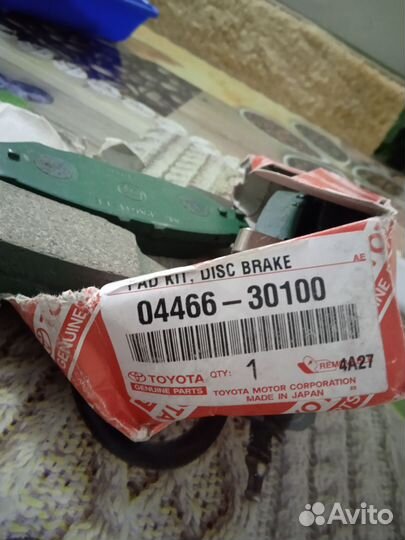 PAD KIT, DISC BRAKE
AE
04466-30100
TOYOTA
GENUINE PARTS
QTY: 1
TOYOTA MOTOR CORPORATION
MADE IN JAPAN
4A27
GENUINE
Avito